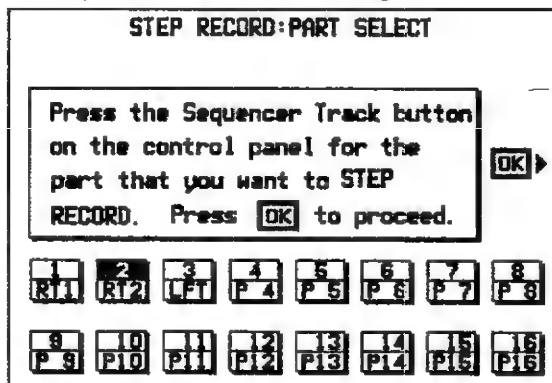 STEP RECORD:PART SELECT
Press the Sequencer Track button
on the control panel for the
part that you want to STEP
RECORD. Press OK to proceed.
OK
1 2 3 4 5 6 7 8
RT1 RT2 LFT P 4 P 5 P 6 P 7 P 8
9 10 11 12 13 14 15 16
P 9 P10 P11 P12 P13 P14 P15 P16